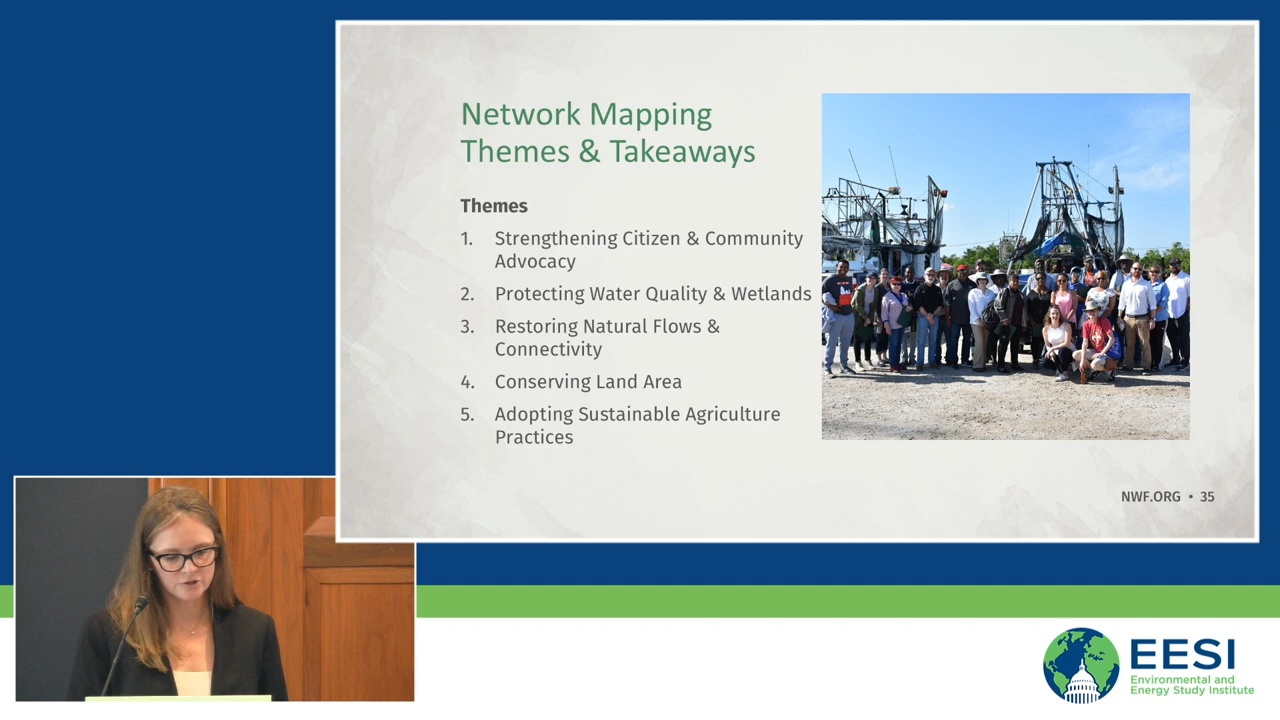 Network Mapping
Themes & Takeaways
Themes
1. Strengthening Citizen & Community
Advocacy
2. Protecting Water Quality & Wetlands
3. Restoring Natural Flows &
Connectivity
4. Conserving Land Area
5. Adopting Sustainable Agriculture
Practices
NWF.ORG • 35
EESI
Environmental and
Energy Study Institute